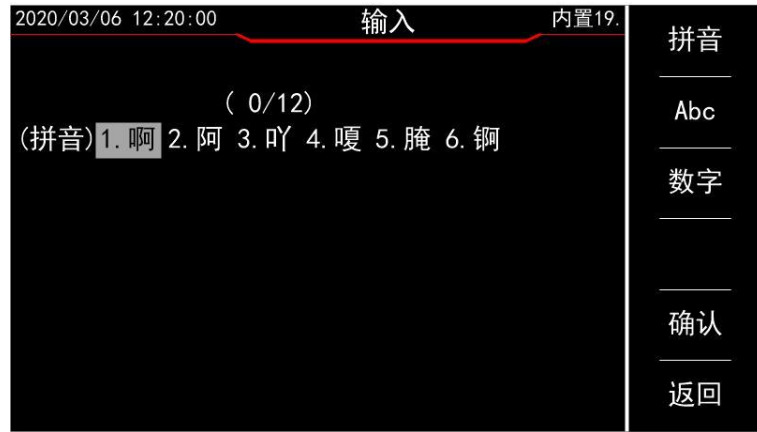 2020/03/06 12:20:00 输入 内置19.
( 0/12)
(拼音)1.啊 2.阿 3.吖 4.嗄 5.腌 6.锕
拼音
Abc
数字
确认
返回